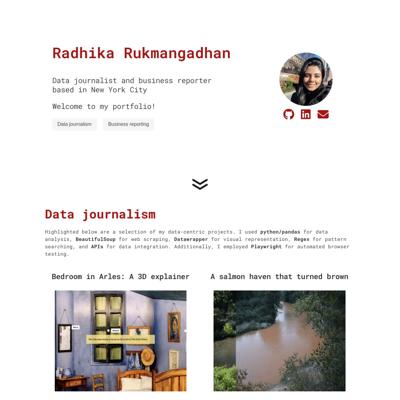 Radhika Rukmangadhan
Data journalist and business reporter
based in New York City
Welcome to my portfolio!
Data journalism
Business reporting
Data journalism
Highlighted below are a selection of my data-centric projects. I used python/pandas for data
analysis, BeautifulSoup for web scraping, Datawrapper for visual representation, Regex for pattern
searching, and APIs for data integration. Additionally, I employed Playwright for automated browser
testing.
Bedroom in Arles: A 3D explainer
A salmon haven that turned brown